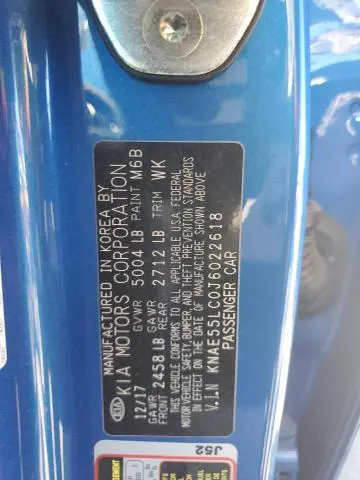 MANUFACTURED IN KOREA BY
KIA KIA MOTORS CORPORATION
12/17 GVWR 5004 LB PAINT M6B
GAWR FRONT 2458 LB GAWR REAR 2712 LB TRIM WK
THIS VEHICLE CONFORMS TO ALL APPLICABLE U.S.A. FEDERAL
MOTOR VEHICLE SAFETY, BUMPER, AND THEFT PREVENTION STANDARDS
IN EFFECT ON THE DATE OF MANUFACTURE SHOWN ABOVE
V.I.N KNAE55LC0J6022618
PASSENGER CAR
J52